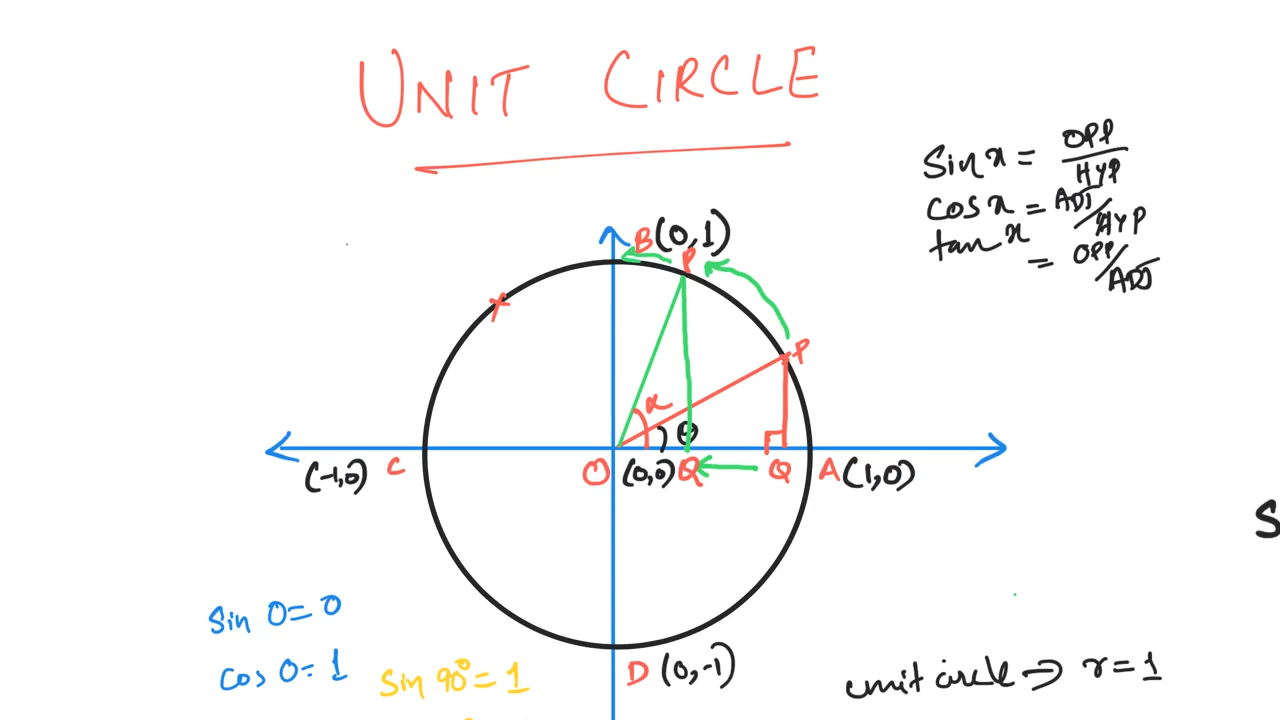 UNIT CIRCLE
Sin x = OPP/HYP
cos x = ADJ/HYP
tan x = OPP/ADJ
B (0,1)
P
P
x
θ
(-1,0) C
O (0,0) Q
Q A (1,0)
Sin 0 = 0
Cos 0 = 1
Sin 90° = 1
D (0,-1)
unit circle ⇒ r = 1
S